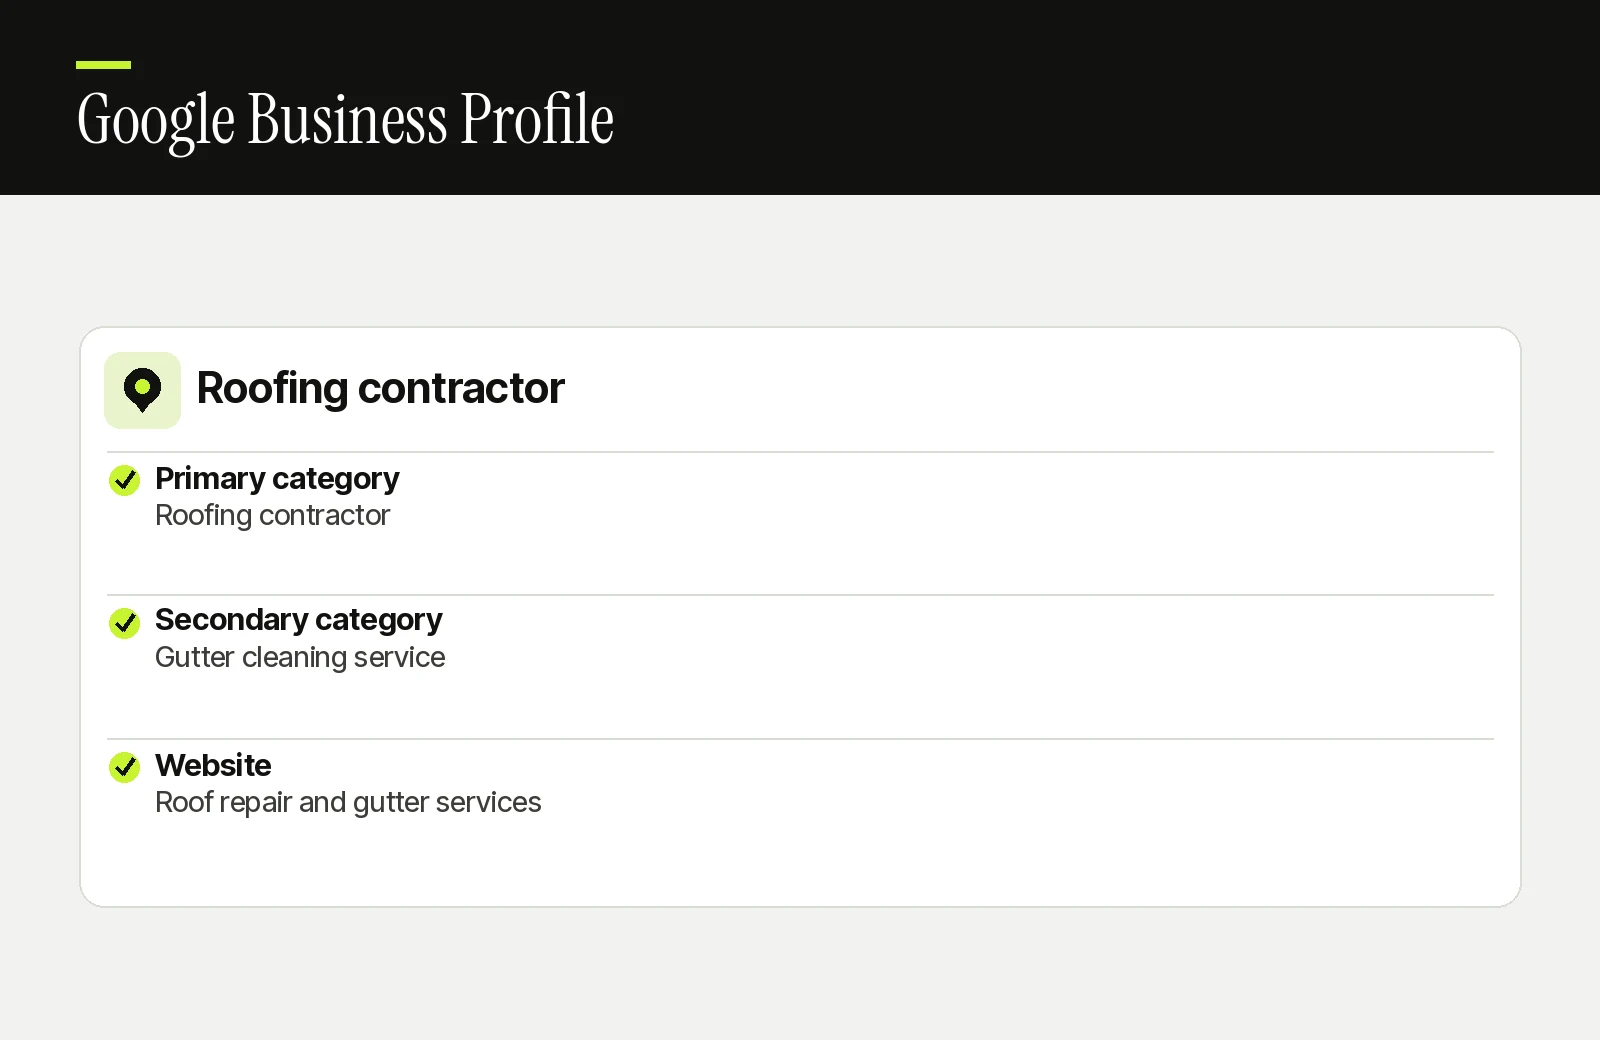 Google Business Profile
Roofing contractor
Primary category
Roofing contractor
Secondary category
Gutter cleaning service
Website
Roof repair and gutter services